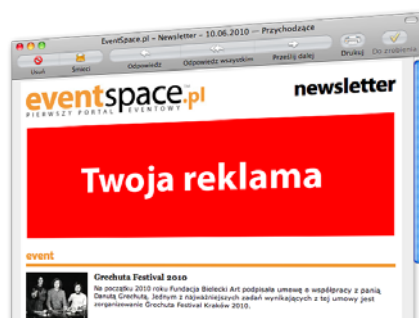 EventSpace.pl – Newsletter – 10.06.2010 — Przychodzące
Usuń Śmieci Odpowiedz Odpowiedz wszystkim Prześlij dalej Drukuj Do zrobienia
eventspace.pl
newsletter
PIERWSZY PORTAL EVENTOWY
Twoja reklama
event
Grechuta Festival 2010
Na początku 2010 roku Fundacja Bielecki Art podpisała umowę o współpracy z panią
Danutą Grechutą. Jednym z najważniejszych zadań wynikających z tej umowy jest
zorganizowanie Grechuta Festival Kraków 2010.